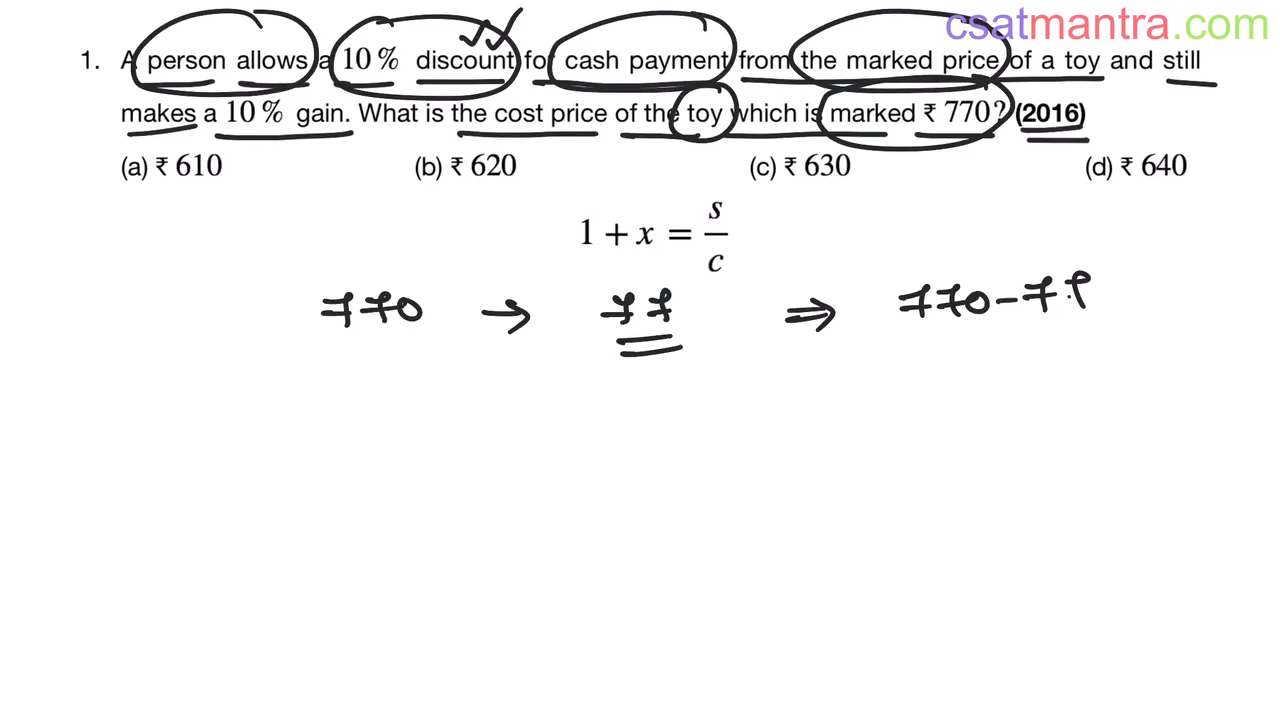 csatmantra.com
1. A person allows a 10 % discount for cash payment from the marked price of a toy and still
makes a 10 % gain. What is the cost price of the toy which is marked ₹ 770? (2016)
(a) ₹ 610 (b) ₹ 620 (c) ₹ 630 (d) ₹ 640
1 + x = s/c
770 → 77 ⇒ 770-77